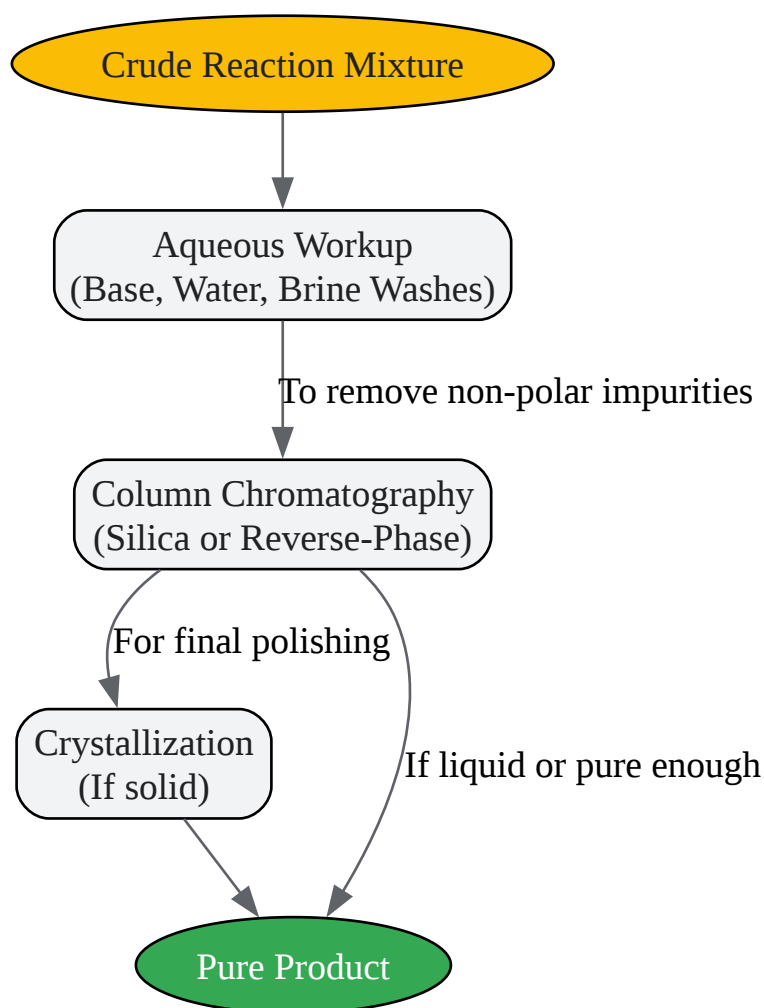 Crude Reaction Mixture
Aqueous Workup
(Base, Water, Brine Washes)
To remove non-polar impurities
Column Chromatography
(Silica or Reverse-Phase)
For final polishing
Crystallization
(If solid)
If liquid or pure enough
Pure Product